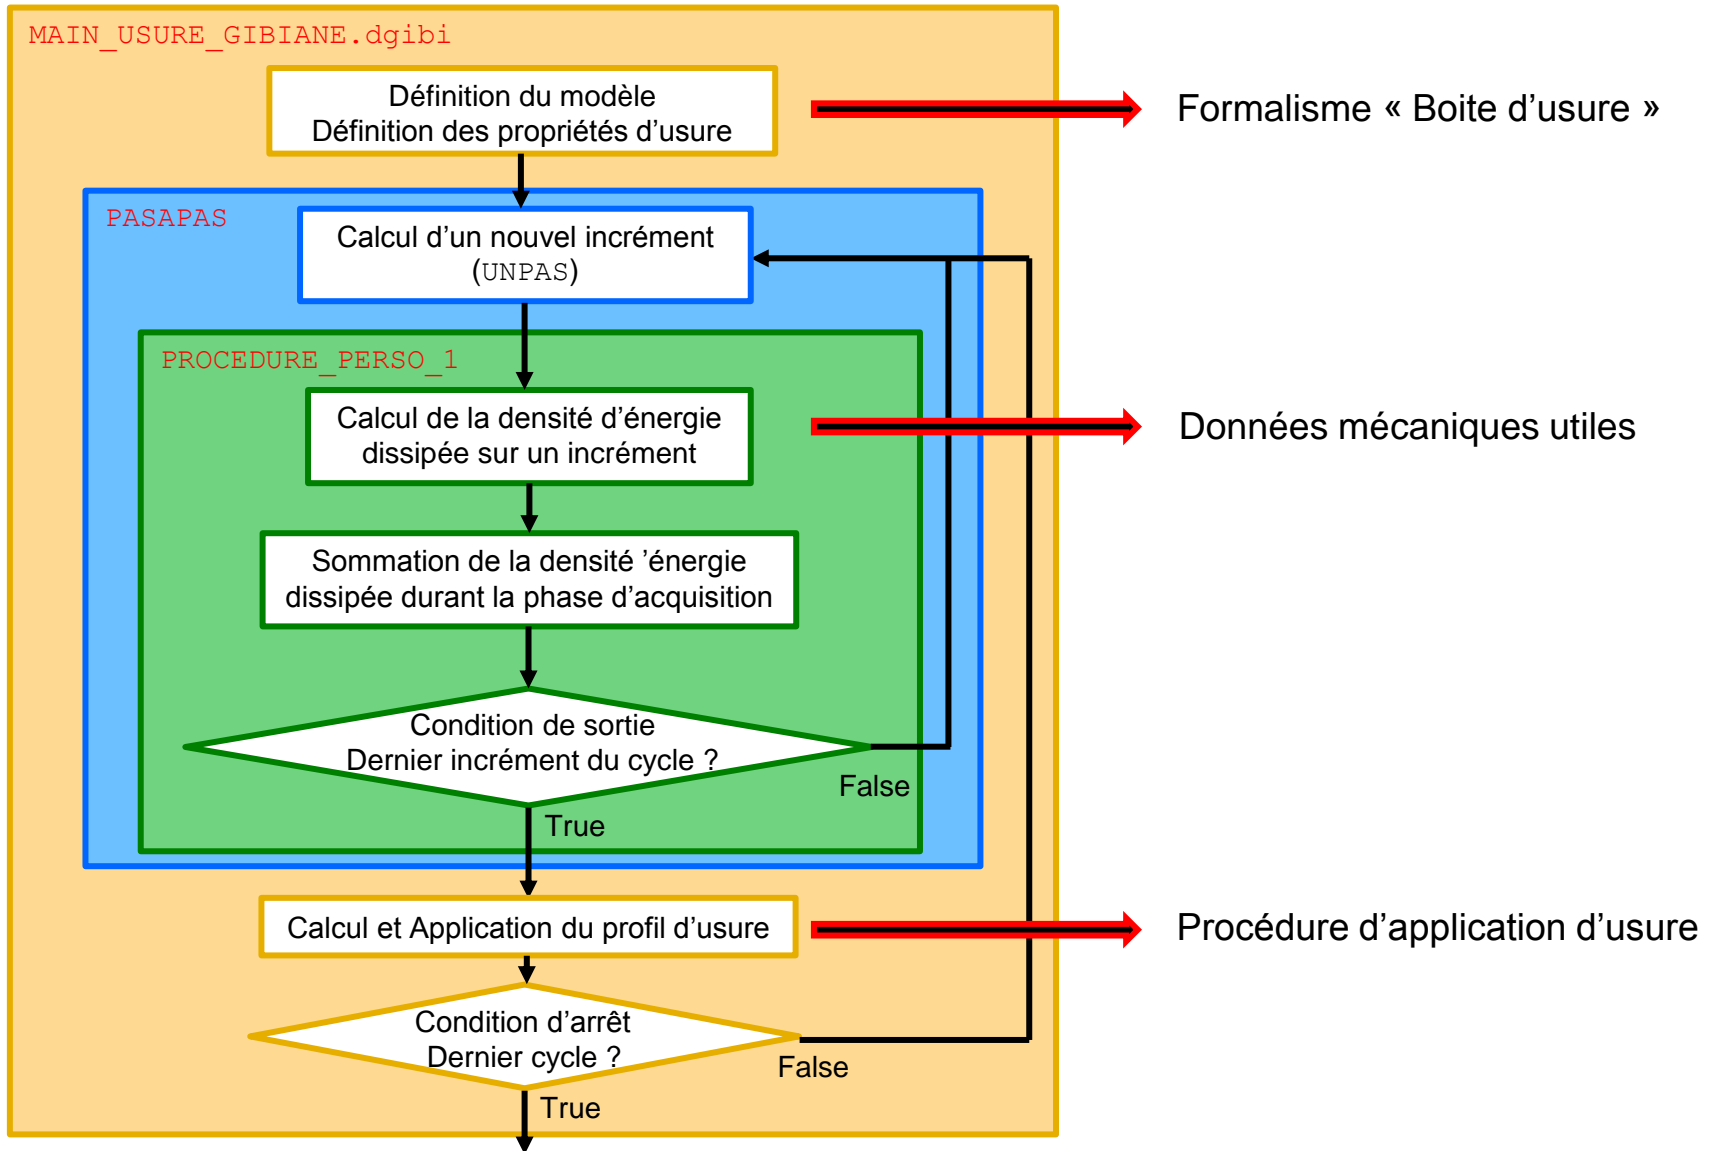 MAIN_USURE_GIBIANE.dgibi
Définition du modèle
Définition des propriétés d’usure
Formalisme « Boite d’usure »
PASAPAS
Calcul d’un nouvel incrément
(UNPAS)
PROCEDURE_PERSO_1
Calcul de la densité d’énergie
dissipée sur un incrément
Données mécaniques utiles
Sommation de la densité ’énergie
dissipée durant la phase d’acquisition
Condition de sortie
Dernier incrément du cycle ?
False
True
Calcul et Application du profil d’usure
Procédure d’application d’usure
Condition d’arrêt
Dernier cycle ?
False
True